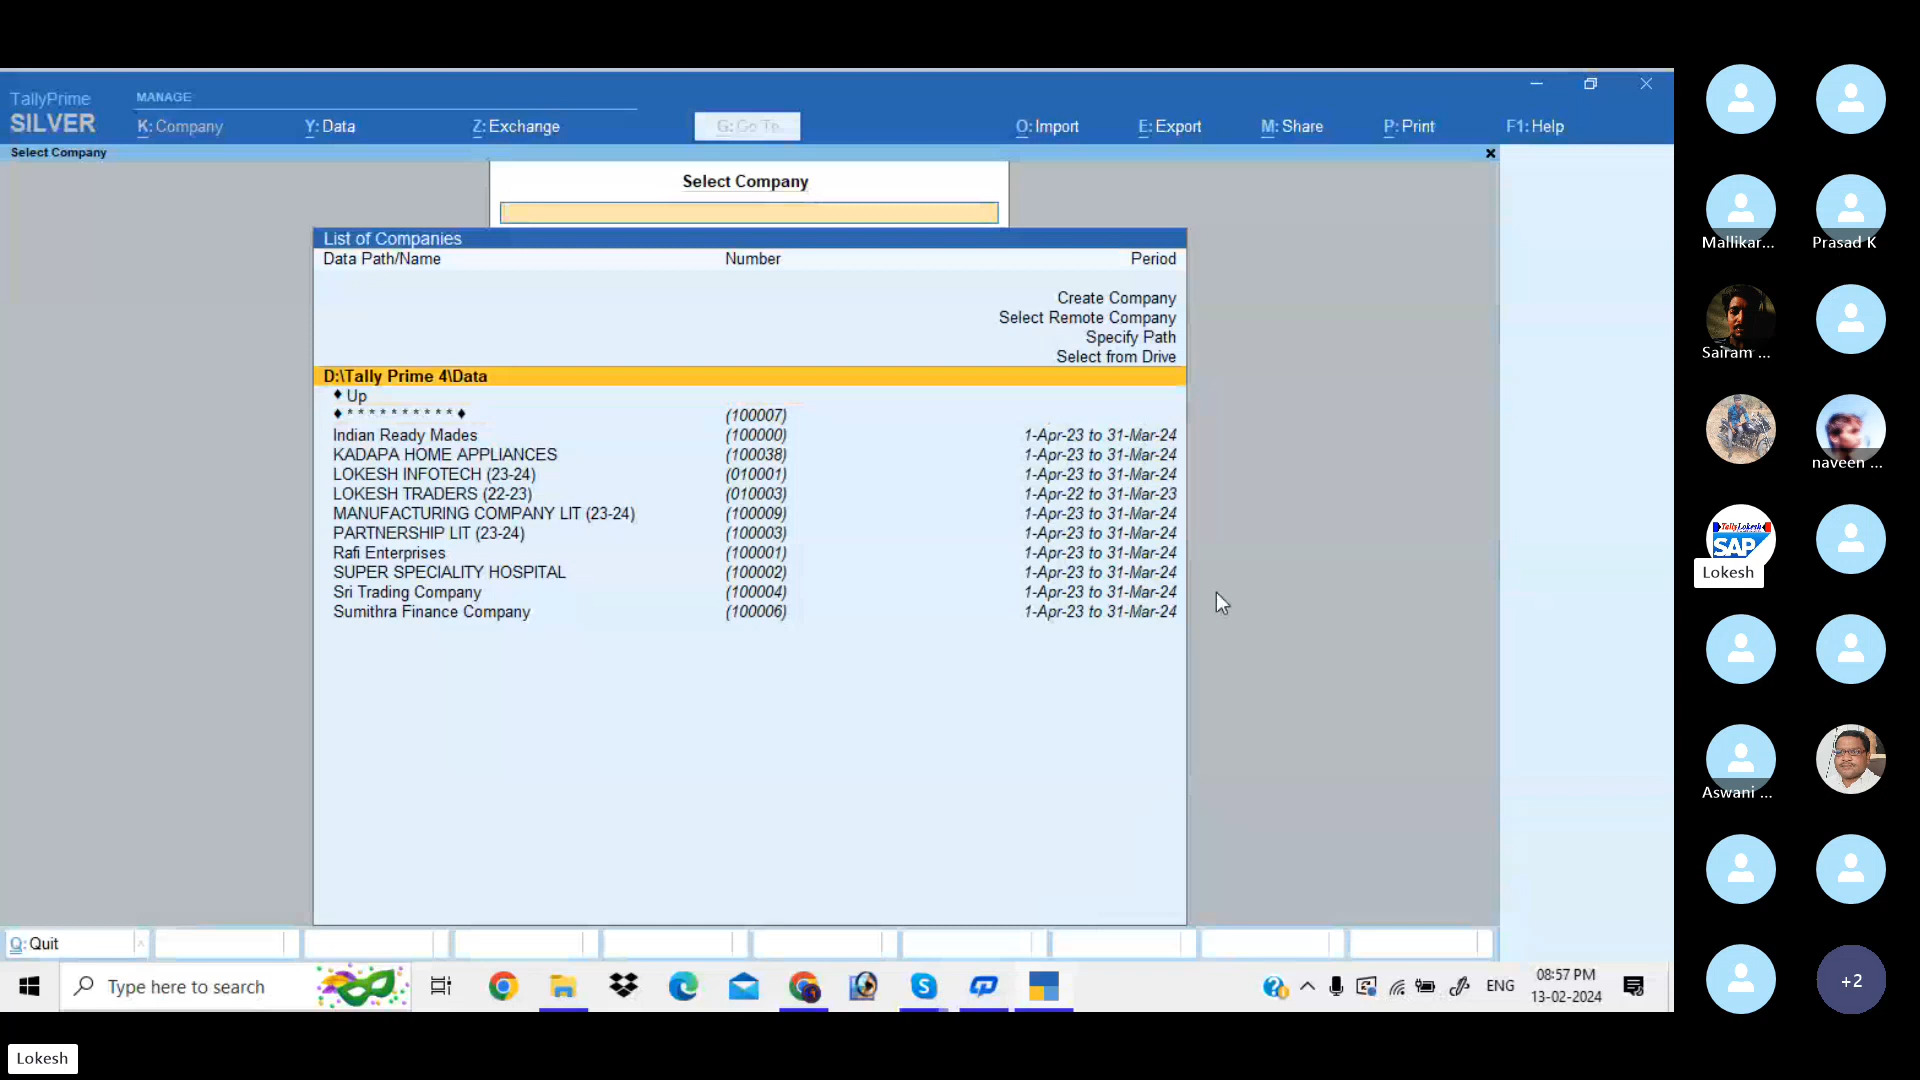 TallyPrime
SILVER
MANAGE
K: Company
Y: Data
Z: Exchange
G: Go To
O: Import
E: Export
M: Share
P: Print
F1: Help
Select Company
Select Company
List of Companies
Data Path/Name Number Period
Create Company
Select Remote Company
Specify Path
Select from Drive
D:\Tally Prime 4\Data
♦ Up
♦ * * * * * * * * * * ♦ (100007)
Indian Ready Mades (100000) 1-Apr-23 to 31-Mar-24
KADAPA HOME APPLIANCES (100038) 1-Apr-23 to 31-Mar-24
LOKESH INFOTECH (23-24) (010001) 1-Apr-23 to 31-Mar-24
LOKESH TRADERS (22-23) (010003) 1-Apr-22 to 31-Mar-23
MANUFACTURING COMPANY LIT (23-24) (100009) 1-Apr-23 to 31-Mar-24
PARTNERSHIP LIT (23-24) (100003) 1-Apr-23 to 31-Mar-24
Rafi Enterprises (100001) 1-Apr-23 to 31-Mar-24
SUPER SPECIALITY HOSPITAL (100002) 1-Apr-23 to 31-Mar-24
Sri Trading Company (100004) 1-Apr-23 to 31-Mar-24
Sumithra Finance Company (100006) 1-Apr-23 to 31-Mar-24
Q: Quit
Type here to search
ENG
08:57 PM
13-02-2024
Mallikar...
Prasad K
Sairam ...
naveen ...
Tally Lokesh
SAP
Lokesh
Aswani ...
+2
Lokesh